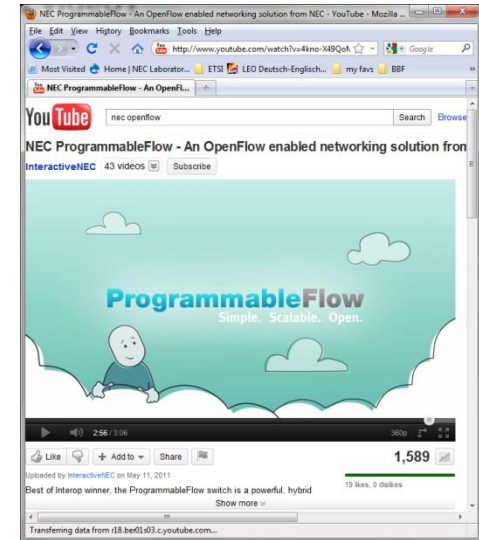 NEC ProgrammableFlow - An OpenFlow enabled networking solution from NEC - YouTube - Mozilla ...
File Edit View History Bookmarks Tools Help
http://www.youtube.com/watch?v=4kno-X49QoM Google
Most Visited Home | NEC Laborator... ETSI LEO Deutsch-Englisch... my favs BBF
NEC ProgrammableFlow - An OpenFl...
You Tube nec openflow Search Browse
NEC ProgrammableFlow - An OpenFlow enabled networking solution from
InteractiveNEC 43 videos Subscribe
ProgrammableFlow
Simple. Scalable. Open.
2:56 / 3:06 360p
Like Add to Share 1,589
Uploaded by InteractiveNEC on May 11, 2011
19 likes, 0 dislikes
Best of Interop winner, the ProgrammableFlow switch is a powerful, hybrid
Show more
Transferring data from r18.ber01s03.c.youtube.com...